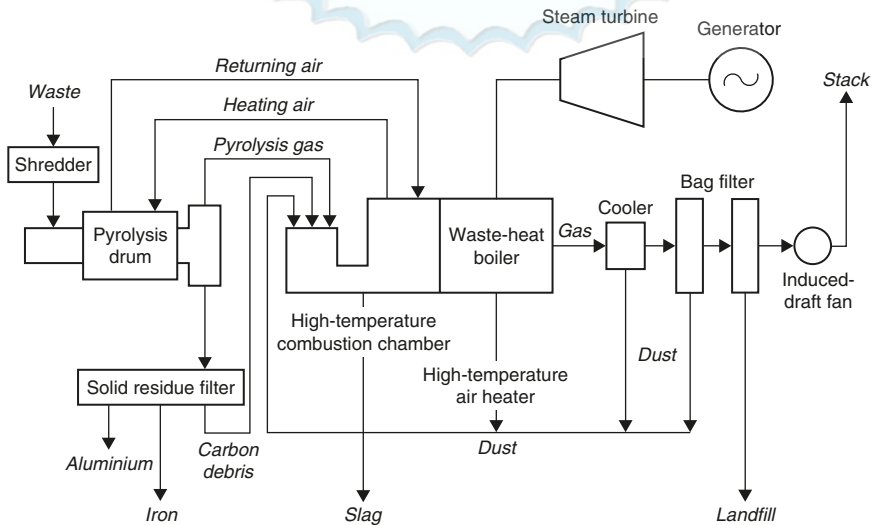 Steam turbine
Generator
Returning air
Stack
Waste
Heating air
Pyrolysis gas
Shredder
Bag filter
Cooler
Pyrolysis
drum
Waste-heat
boiler
Gas
Induced-
draft fan
High-temperature
combustion chamber
Dust
High-temperature
air heater
Solid residue filter
Dust
Carbon
debris
Aluminium
Iron
Slag
Landfill